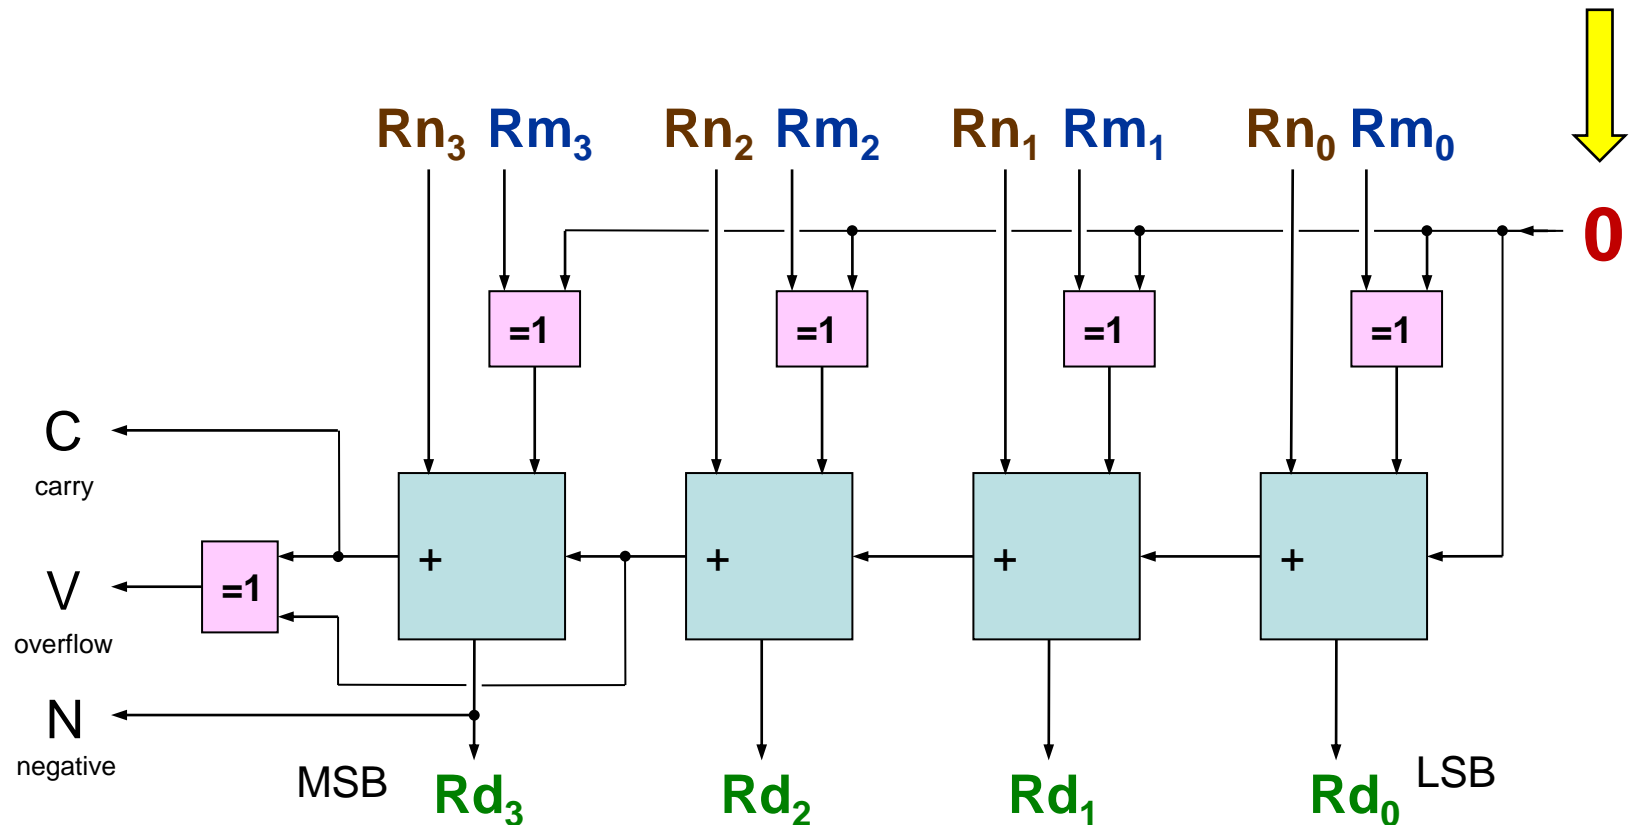 Rn3 Rm3 Rn2 Rm2 Rn1 Rm1 Rn0 Rm0
0
=1 =1 =1 =1
C
carry
+ + + +
=1
V
overflow
N
negative
MSB Rd3 Rd2 Rd1 Rd0 LSB